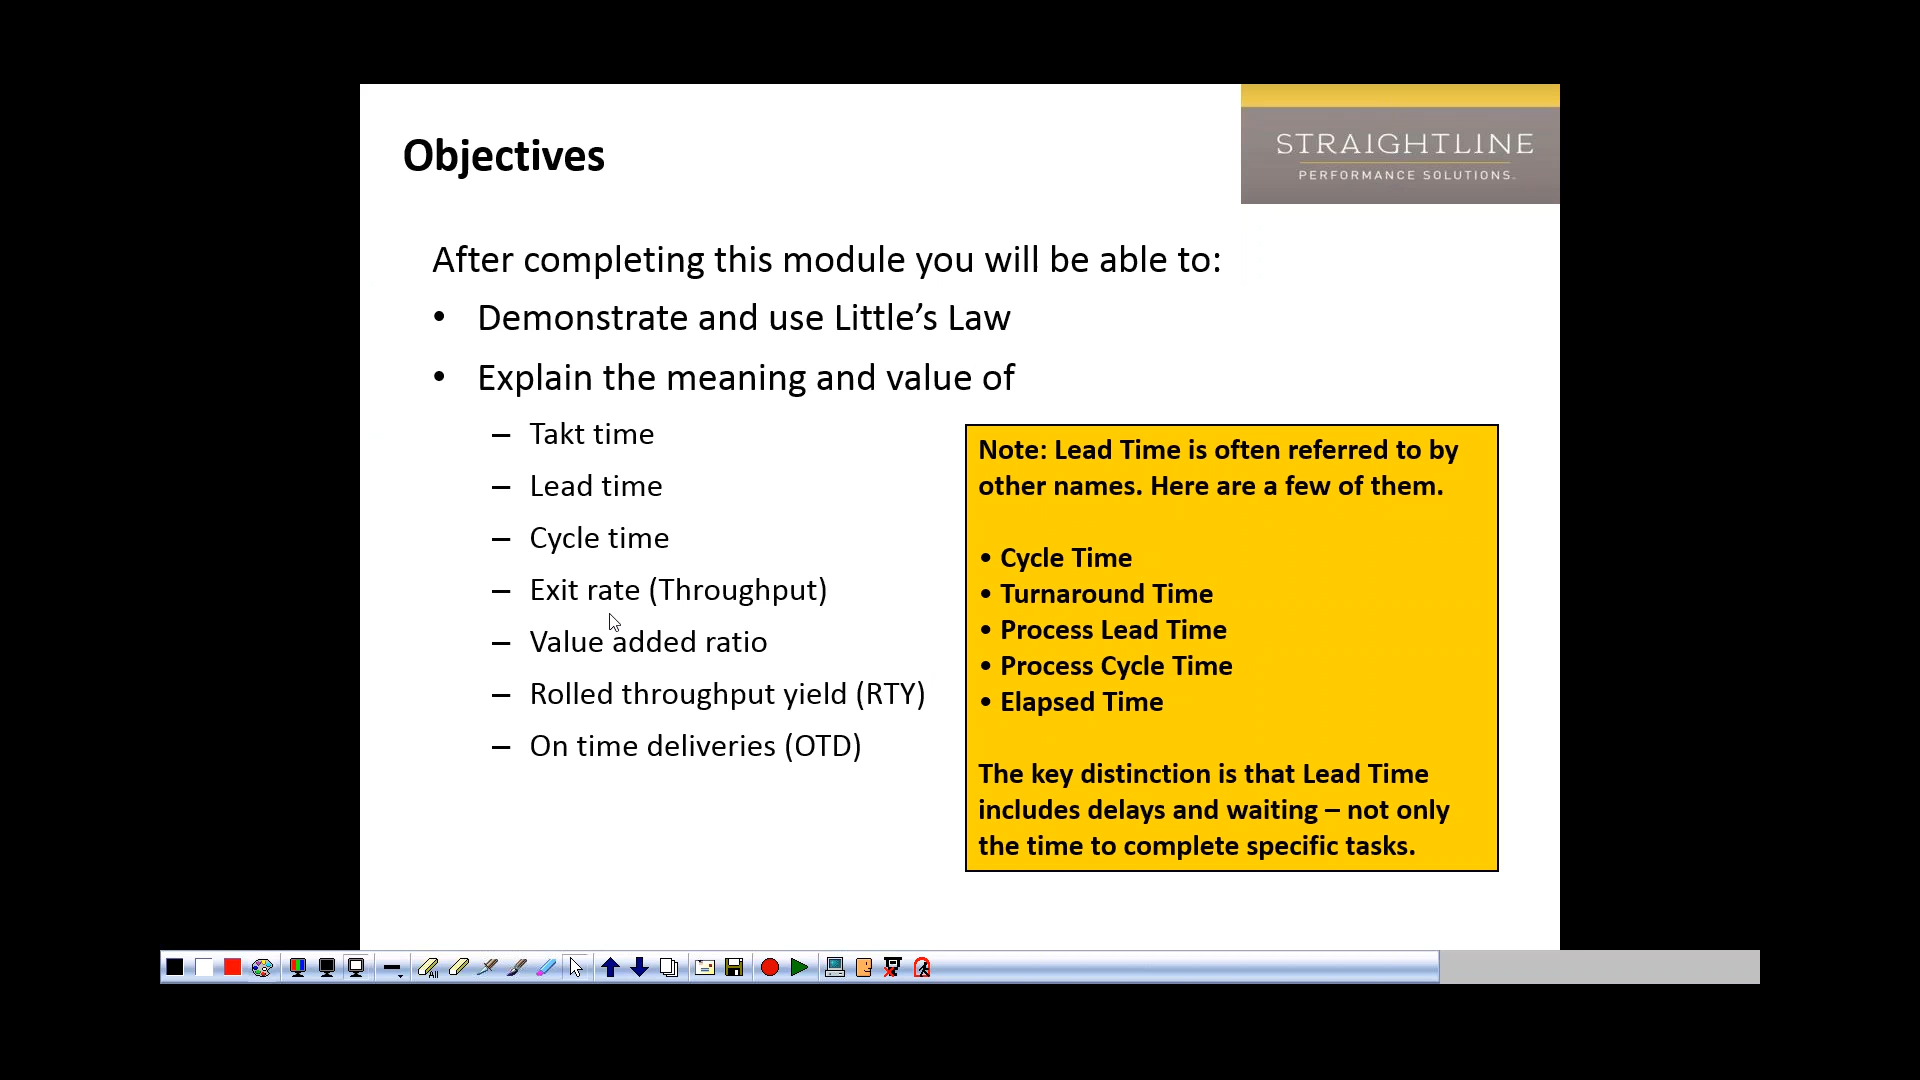 Objectives
STRAIGHTLINE
PERFORMANCE SOLUTIONS.
After completing this module you will be able to:
• Demonstrate and use Little’s Law
• Explain the meaning and value of
– Takt time
– Lead time
– Cycle time
– Exit rate (Throughput)
– Value added ratio
– Rolled throughput yield (RTY)
– On time deliveries (OTD)
Note: Lead Time is often referred to by
other names. Here are a few of them.
• Cycle Time
• Turnaround Time
• Process Lead Time
• Process Cycle Time
• Elapsed Time
The key distinction is that Lead Time
includes delays and waiting – not only
the time to complete specific tasks.
All